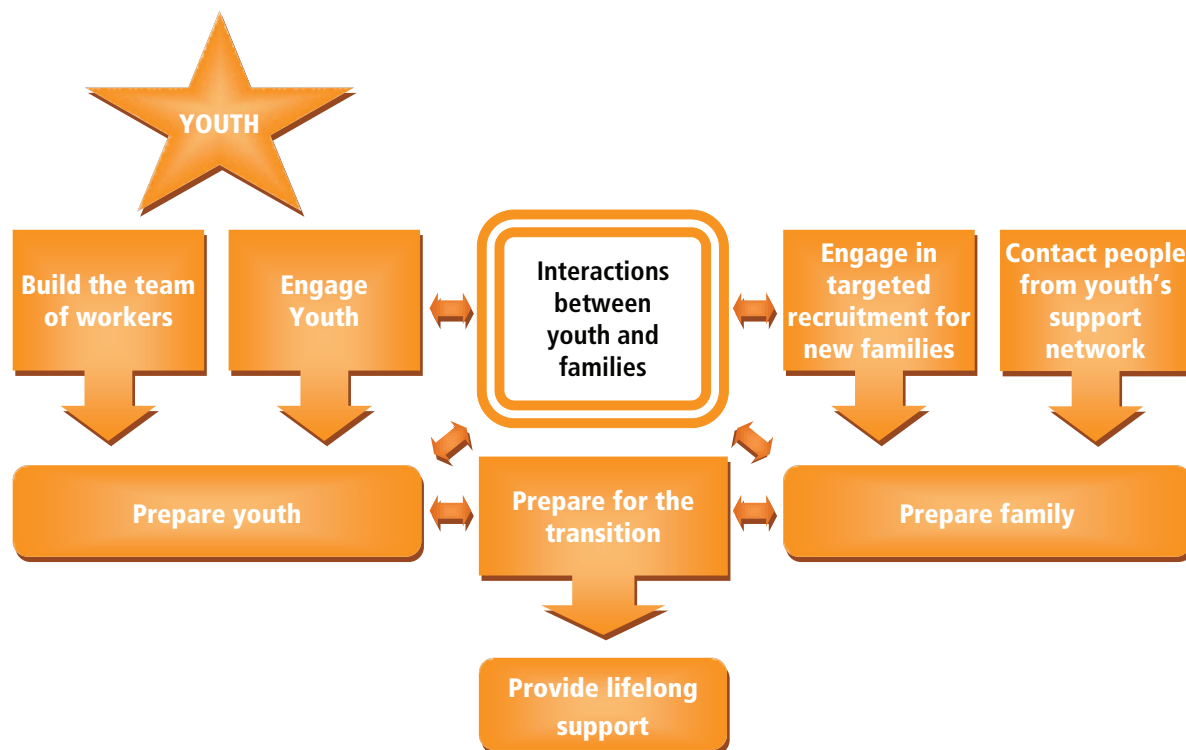 YOUTH
Build the team
of workers
Engage
Youth
Interactions
between
youth and
families
Engage in
targeted
recruitment for
new families
Contact people
from youth's
support
network
Prepare youth
Prepare for the
transition
Prepare family
Provide lifelong
support